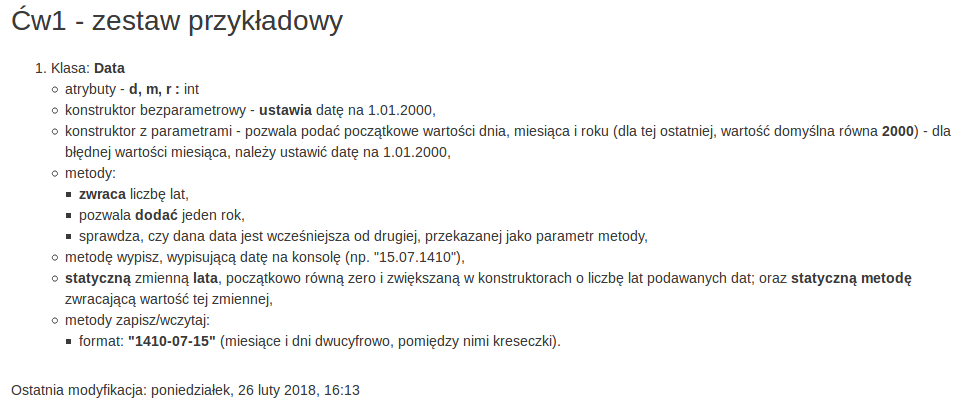 Ćw1 - zestaw przykładowy
1. Klasa: Data
○ atrybuty - d, m, r : int
○ konstruktor bezparametrowy - ustawia datę na 1.01.2000,
○ konstruktor z parametrami - pozwala podać początkowe wartości dnia, miesiąca i roku (dla tej ostatniej, wartość domyślna równa 2000) - dla
błędnej wartości miesiąca, należy ustawić datę na 1.01.2000,
○ metody:
▪ zwraca liczbę lat,
▪ pozwala dodać jeden rok,
▪ sprawdza, czy dana data jest wcześniejsza od drugiej, przekazanej jako parametr metody,
○ metodę wypisz, wypisującą datę na konsolę (np. "15.07.1410"),
○ statyczną zmienną lata, początkowo równą zero i zwiększaną w konstruktorach o liczbę lat podawanych dat; oraz statyczną metodę
zwracającą wartość tej zmiennej,
○ metody zapisz/wczytaj:
▪ format: "1410-07-15" (miesiące i dni dwucyfrowo, pomiędzy nimi kreseczki).
Ostatnia modyfikacja: poniedziałek, 26 luty 2018, 16:13